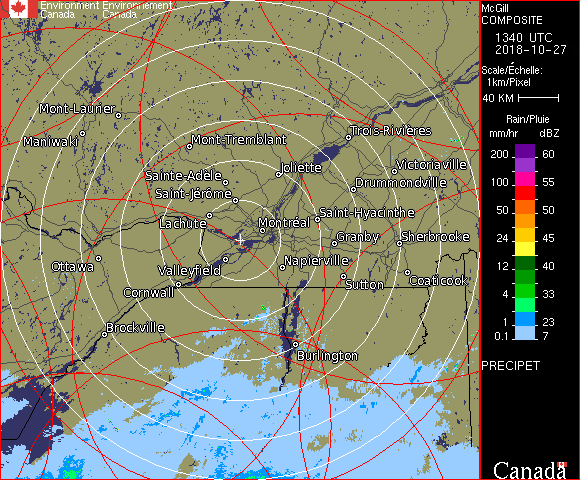 Environment Environnement
Canada Canada
McGill
COMPOSITE
1340 UTC
2018-10-27
Scale/Échelle:
1km/Pixel
40 KM
Rain/Pluie
mm/hr dBZ
200 60
100 55
50 50
24 45
12 40
4 33
1 23
0.1 7
PRECIPET
Canada
Mont-Laurier
Maniwaki
Mont-Tremblant
Trois-Rivières
Sainte-Adèle
Joliette
Victoriaville
Saint-Jérôme
Drummondville
Lachute
Montréal
Saint-Hyacinthe
Granby
Sherbrooke
Ottawa
Valleyfield
Napierville
Cornwall
Sutton
Coaticook
Brockville
Burlington